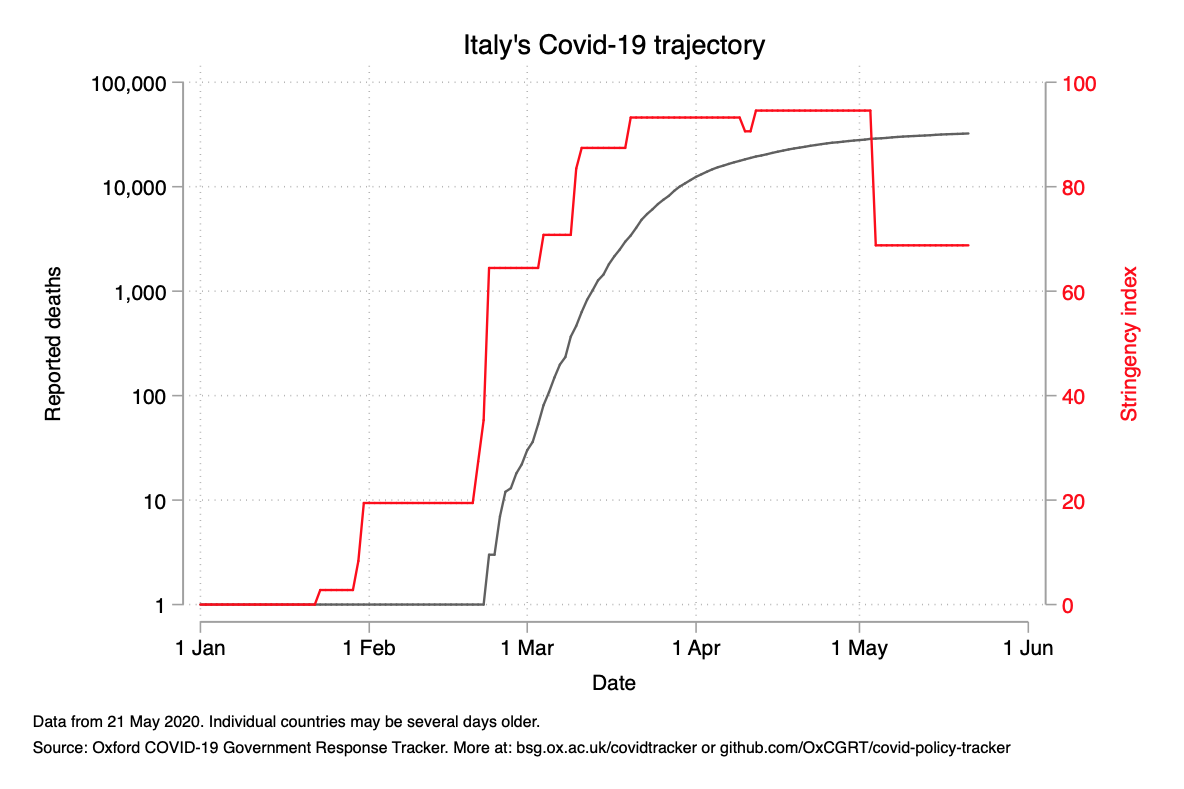 Italy's Covid-19 trajectory
100,000
10,000
1,000
100
10
1
Reported deaths
100
80
60
40
20
0
Stringency index
1 Jan
1 Feb
1 Mar
1 Apr
1 May
1 Jun
Date
Data from 21 May 2020. Individual countries may be several days older.
Source: Oxford COVID-19 Government Response Tracker. More at: bsg.ox.ac.uk/covidtracker or github.com/OxCGRT/covid-policy-tracker